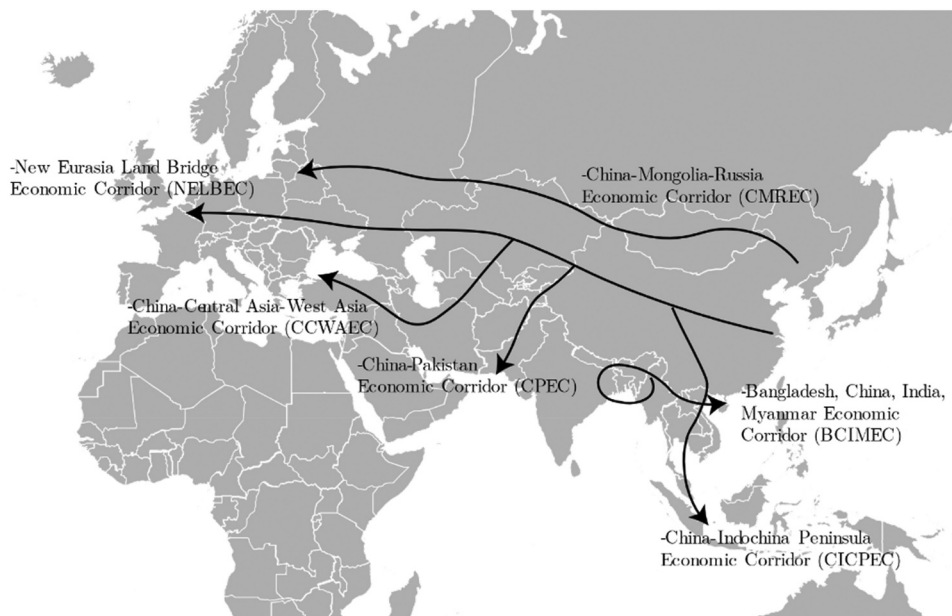 -New Eurasia Land Bridge
Economic Corridor (NELBEC)
-China-Mongolia-Russia
Economic Corridor (CMREC)
-China-Central Asia-West Asia
Economic Corridor (CCWAEC)
-China-Pakistan
Economic Corridor (CPEC)
-Bangladesh, China, India,
Myanmar Economic
Corridor (BCIMEC)
-China-Indochina Peninsula
Economic Corridor (CICPEC)